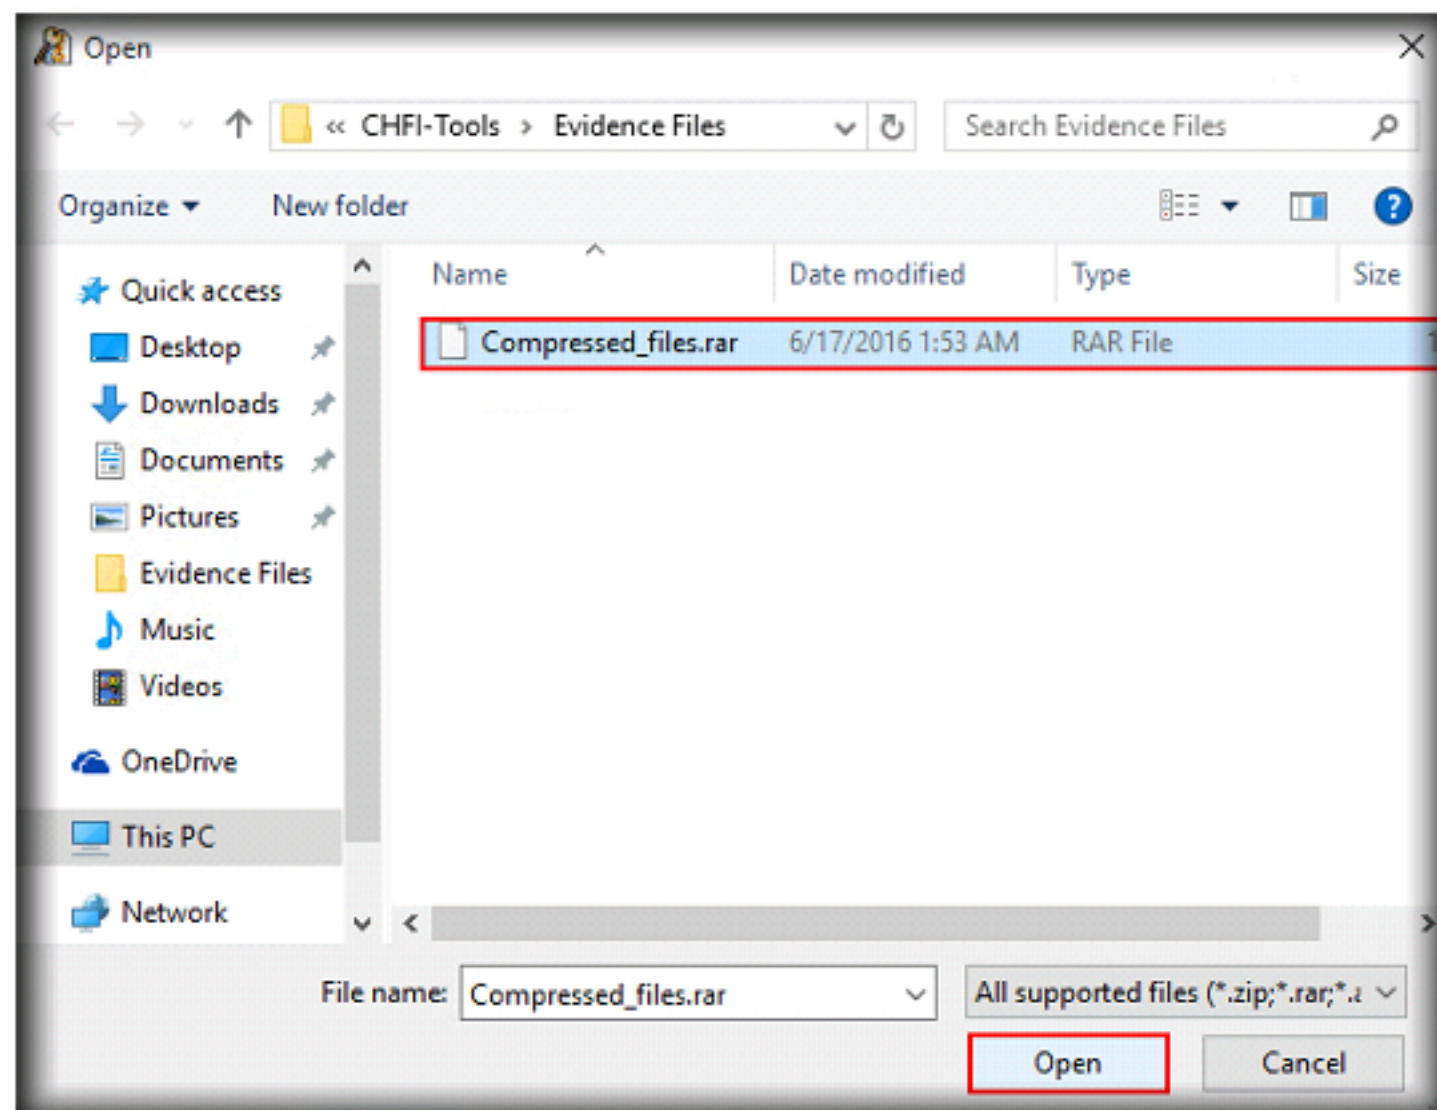 Open
« CHFI-Tools > Evidence Files
Search Evidence Files
Organize
New folder
Name
Date modified
Type
Size
Compressed_files.rar
6/17/2016 1:53 AM
RAR File
1
Quick access
Desktop
Downloads
Documents
Pictures
Evidence Files
Music
Videos
OneDrive
This PC
Network
File name:
Compressed_files.rar
All supported files (*.zip;*.rar;*.a
Open
Cancel